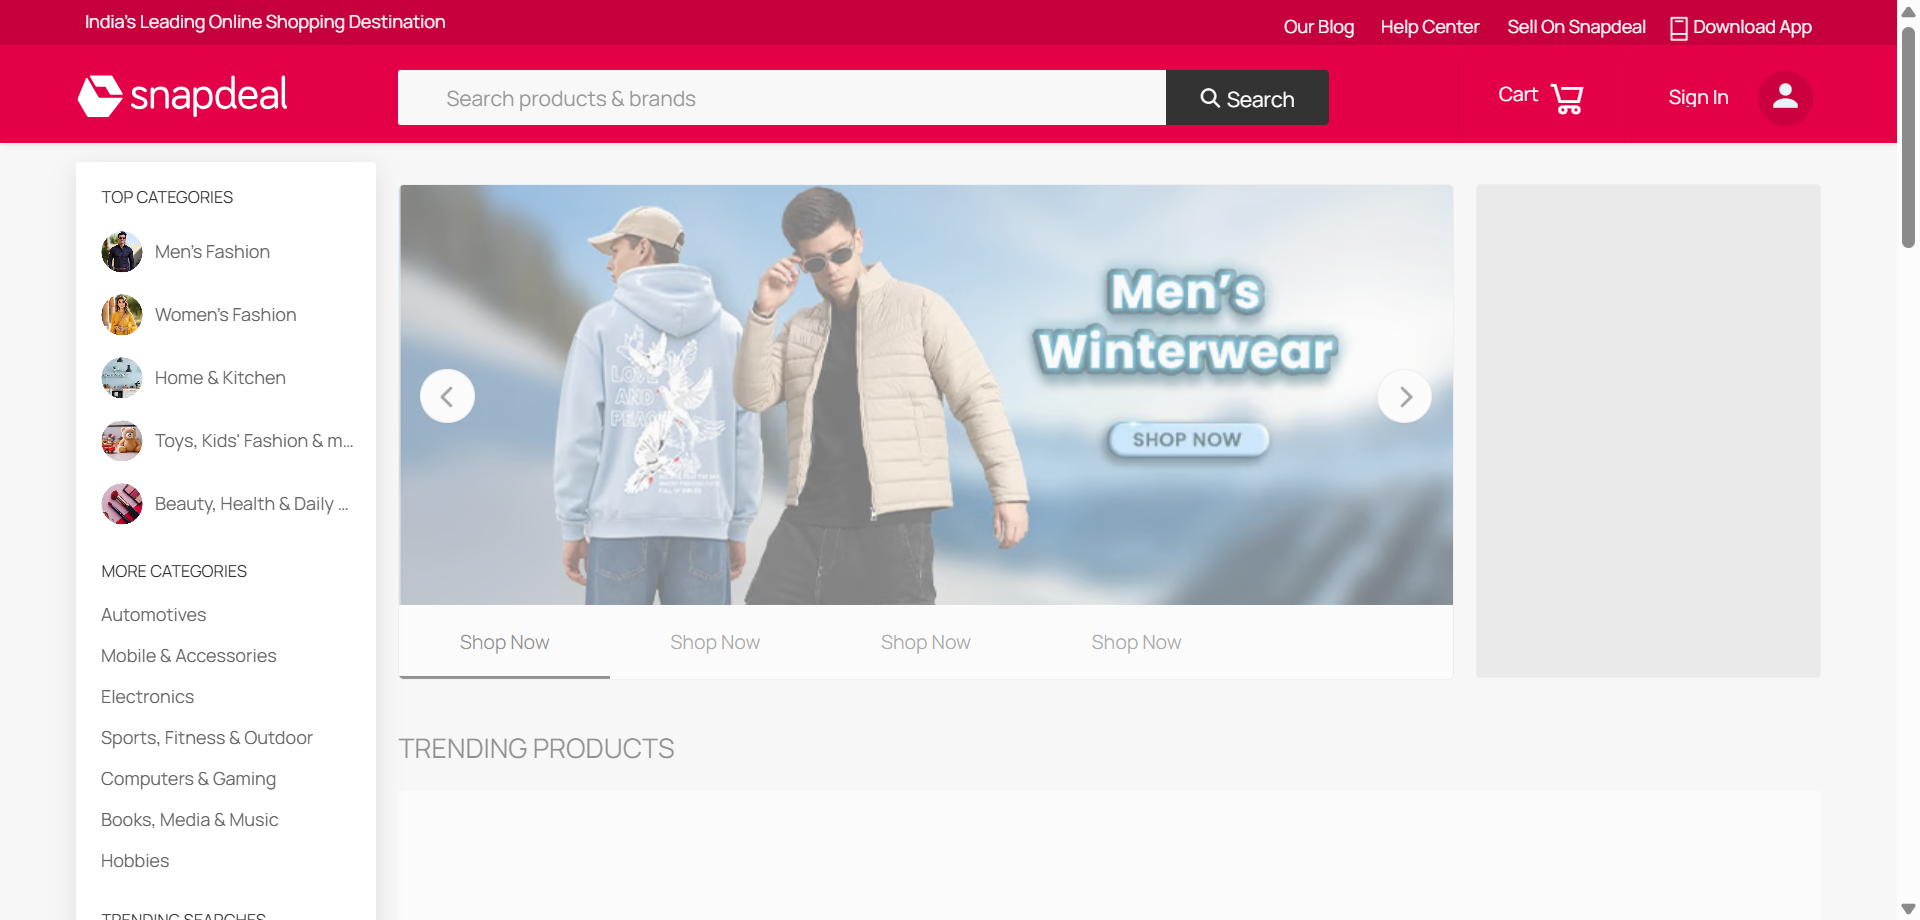 India's Leading Online Shopping Destination
Our Blog
Help Center
Sell On Snapdeal
Download App
snapdeal
Search products & brands
Search
Cart
Sign In
TOP CATEGORIES
Men's Fashion
Women's Fashion
Home & Kitchen
Toys, Kids' Fashion & m...
Beauty, Health & Daily ...
MORE CATEGORIES
Automotives
Mobile & Accessories
Electronics
Sports, Fitness & Outdoor
Computers & Gaming
Books, Media & Music
Hobbies
TRENDING SEARCHES
LOVE
AND
PEACE
Men's
Winterwear
SHOP NOW
Shop Now
Shop Now
Shop Now
Shop Now
TRENDING PRODUCTS